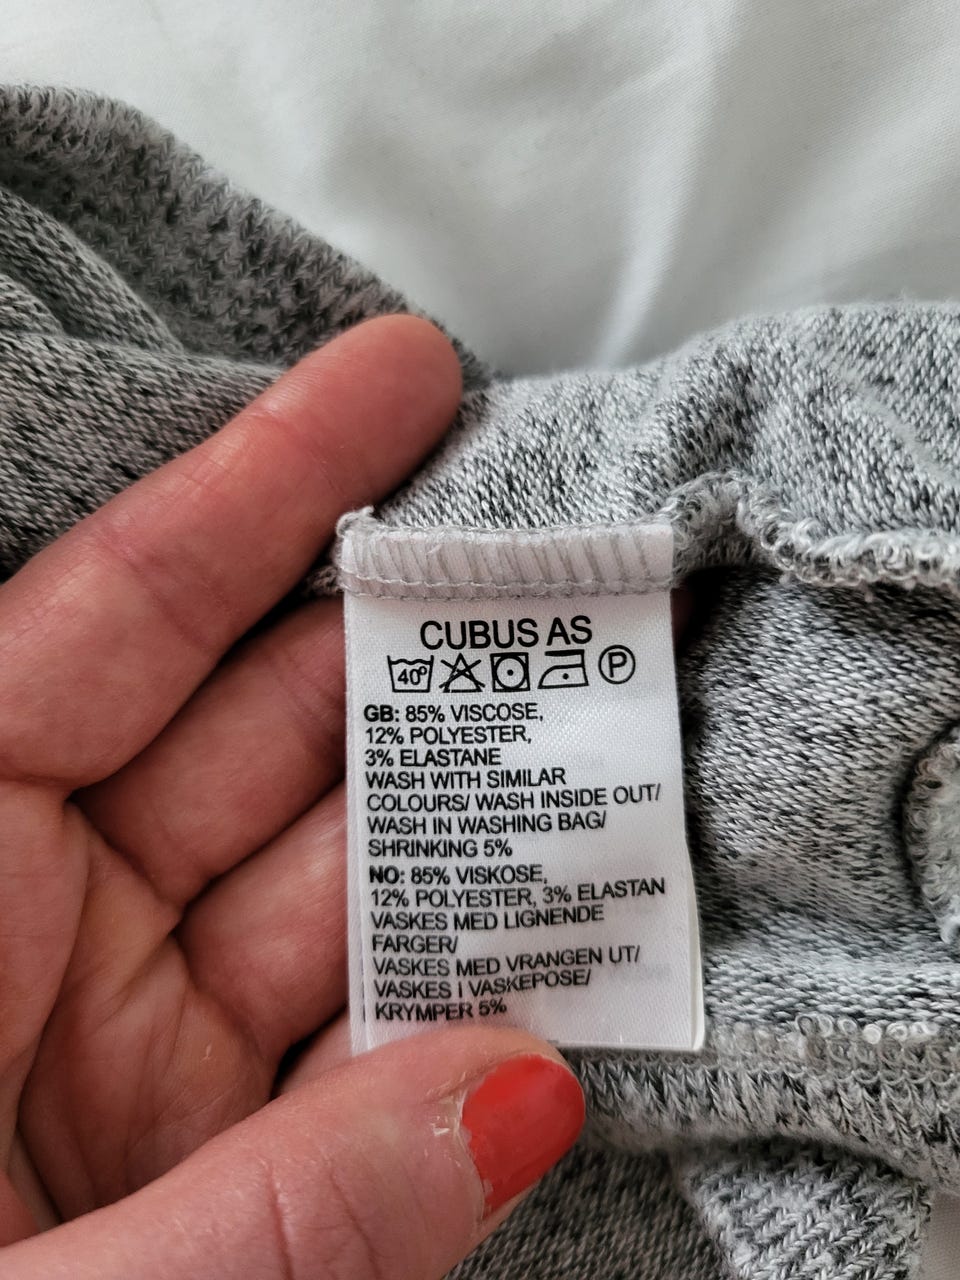 CUBUS AS
40° P
GB: 85% VISCOSE,
12% POLYESTER,
3% ELASTANE
WASH WITH SIMILAR
COLOURS/ WASH INSIDE OUT/
WASH IN WASHING BAG/
SHRINKING 5%
NO: 85% VISKOSE,
12% POLYESTER, 3% ELASTAN
VASKES MED LIGNENDE
FARGER/
VASKES MED VRANGEN UT/
VASKES I VASKEPOSE/
KRYMPER 5%